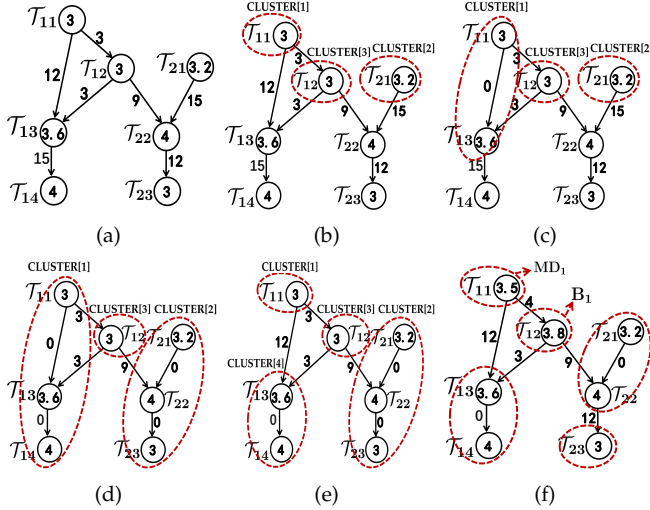 𝒯11 3
3
12
𝒯12 3
𝒯21 3.2
3
9
15
𝒯13 3.6
𝒯22 4
15
12
𝒯14 4
𝒯23 3
(a)
CLUSTER[1]
𝒯11 3
CLUSTER[3]
CLUSTER[2]
3
12
𝒯12 3
𝒯21 3.2
3
9
15
𝒯13 3.6
𝒯22 4
15
12
𝒯14 4
𝒯23 3
(b)
CLUSTER[1]
𝒯11 3
CLUSTER[3]
CLUSTER[2
3
0
𝒯12 3
𝒯21 3.2
3
9
15
𝒯13 3.6
𝒯22 4
15
12
𝒯14 4
𝒯23 3
(c)
CLUSTER[1]
𝒯11 3
CLUSTER[3]
CLUSTER[2]
3
0
3 𝒯12
𝒯21 3.2
3
9
0
𝒯13 3.6
4 𝒯22
0
0
𝒯14 4
𝒯23 3
(d)
CLUSTER[1]
𝒯11 3
CLUSTER[3]
CLUSTER[2]
3
12
3 𝒯12
𝒯21 3.2
CLUSTER[4]
3
9
0
𝒯13 3.6
4 𝒯22
0
0
𝒯14 4
𝒯23 3
(e)
MD1
𝒯11 3.5
4
B1
12
𝒯12 3.8
𝒯21 3.2
3
9
0
𝒯13 3.6
4 𝒯22
0
12
𝒯14 4
𝒯23 3
(f)